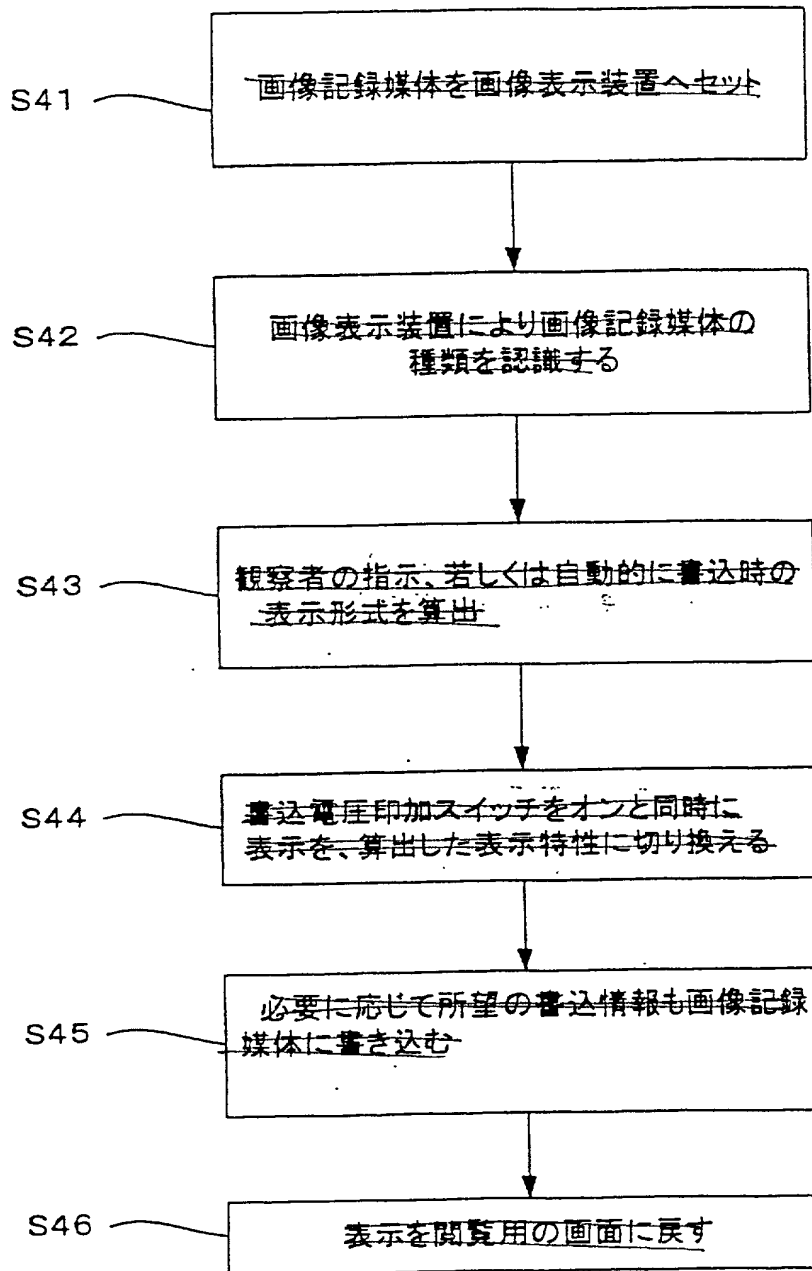 S41
画像記録媒体を画像表示装置へセット
S42
画像表示装置により画像記録媒体の
種類を認識する
S43
観察者の指示、若しくは自動的に書込時の
表示形式を算出
S44
書込電圧印加スイッチをオンと同時に
表示を、算出した表示特性に切り換える
S45
必要に応じて所望の書込情報も画像記録
媒体に書き込む
S46
表示を閲覧用の画面に戻す